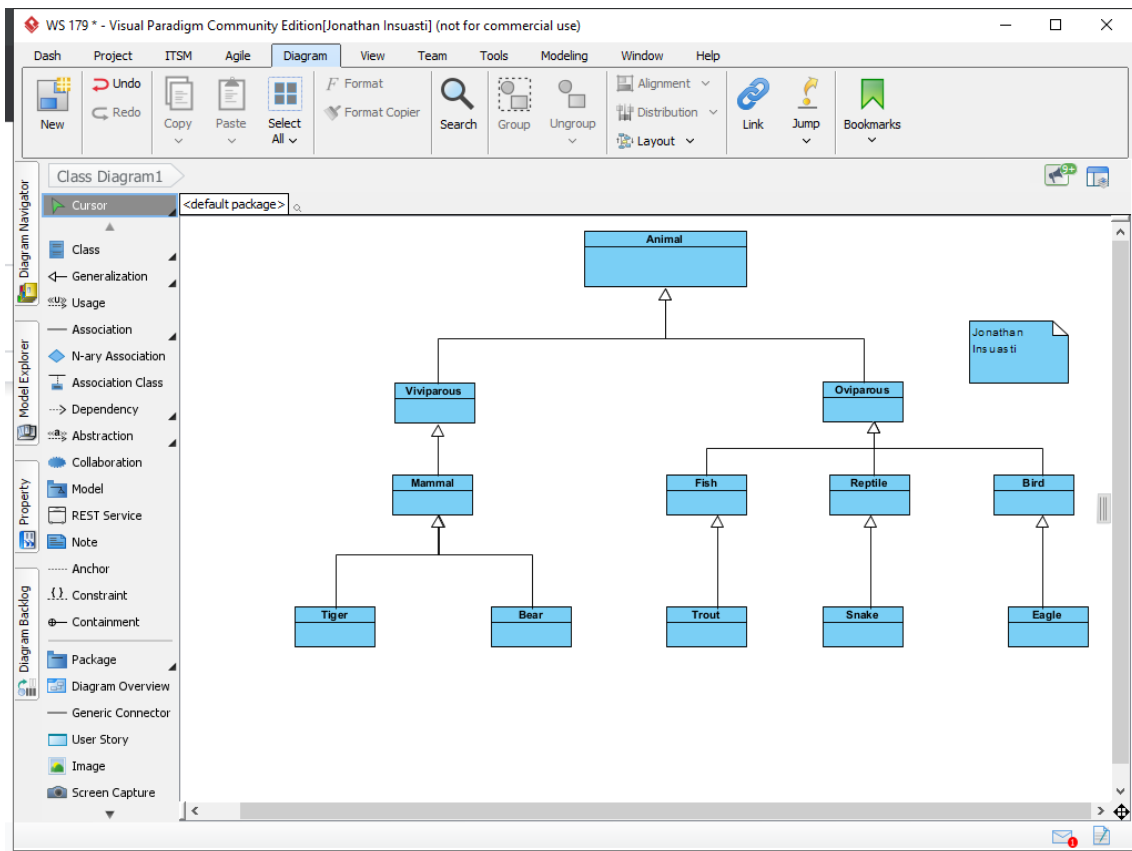 WS 179 * - Visual Paradigm Community Edition[Jonathan Insuasti] (not for commercial use)
Dash Project ITSM Agile Diagram View Team Tools Modeling Window Help
New
Undo
Redo
Copy
Paste
Select
All
Format
Format Copier
Search
Group
Ungroup
Alignment
Distribution
Layout
Link
Jump
Bookmarks
Class Diagram1
9+
Diagram Navigator
Model Explorer
Property
Diagram Backlog
Cursor
Class
Generalization
«U» Usage
Association
N-ary Association
Association Class
Dependency
«a» Abstraction
Collaboration
Model
REST Service
Note
Anchor
{} Constraint
Containment
Package
Diagram Overview
Generic Connector
User Story
Image
Screen Capture
<default package>
Animal
Jonathan
Insuasti
Viviparous
Oviparous
Mammal
Fish
Reptile
Bird
Tiger
Bear
Trout
Snake
Eagle
1